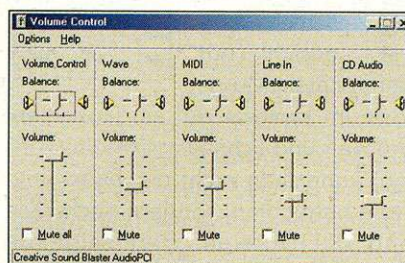 Volume Control
Options Help
Volume Control Wave MIDI Line In CD Audio
Balance: Balance: Balance: Balance: Balance:
Volume: Volume: Volume: Volume: Volume:
Mute all Mute Mute Mute Mute
Creative Sound Blaster AudioPCI